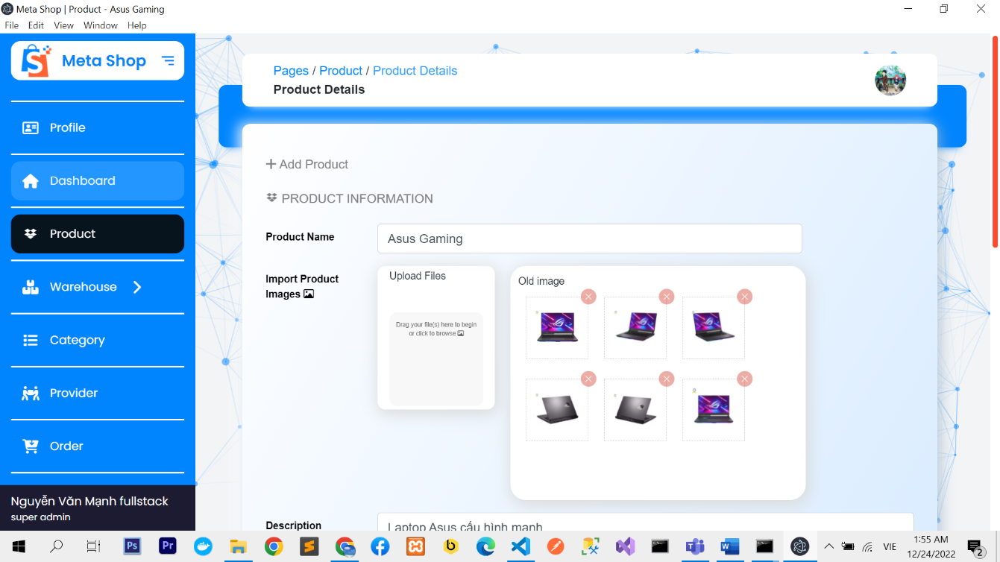 Meta Shop | Product - Asus Gaming
File Edit View Window Help
Meta Shop
Profile
Dashboard
Product
Warehouse
Category
Provider
Order
Nguyễn Văn Mạnh fullstack
super admin
Pages / Product / Product Details
Product Details
Add Product
PRODUCT INFORMATION
Product Name
Asus Gaming
Import Product
Images
Upload Files
Drag your file(s) here to begin
or click to browse
Old image
Description
Laptop Asus cấu hình mạnh
Ps
Pr
VIE
1:55 AM
12/24/2022
2